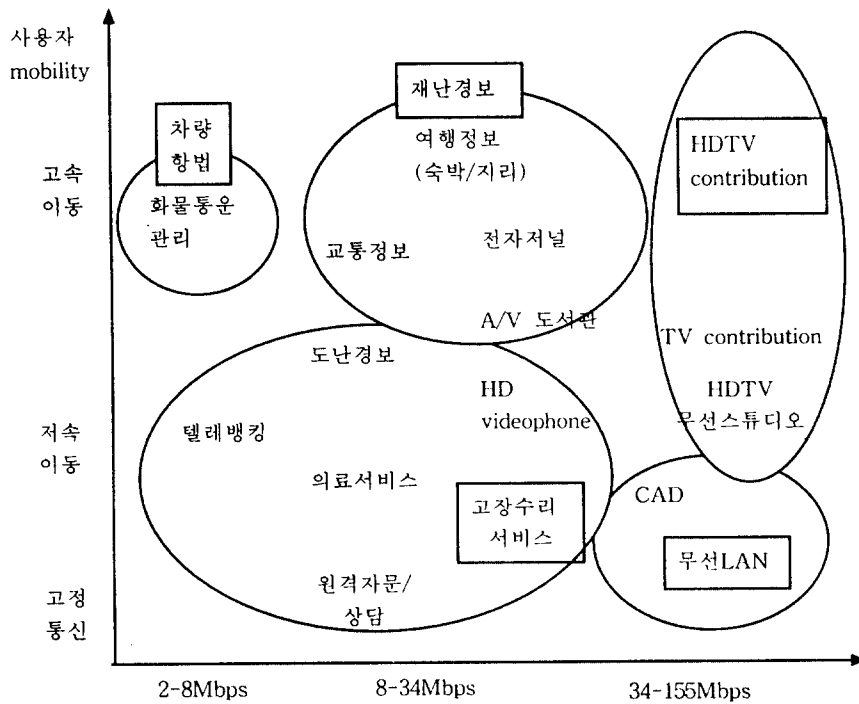 사용자
mobility
재난경보
차량
항법
여행정보
(숙박/지리)
HDTV
contribution
고속
이동
화물통운
관리
교통정보
전자저널
A/V 도서관
TV contribution
도난경보
HD
videophone
HDTV
무선스튜디오
저속
이동
텔레뱅킹
의료서비스
고장수리
서비스
CAD
무선LAN
원격자문/
상담
고정
통신
2-8Mbps
8-34Mbps
34-155Mbps